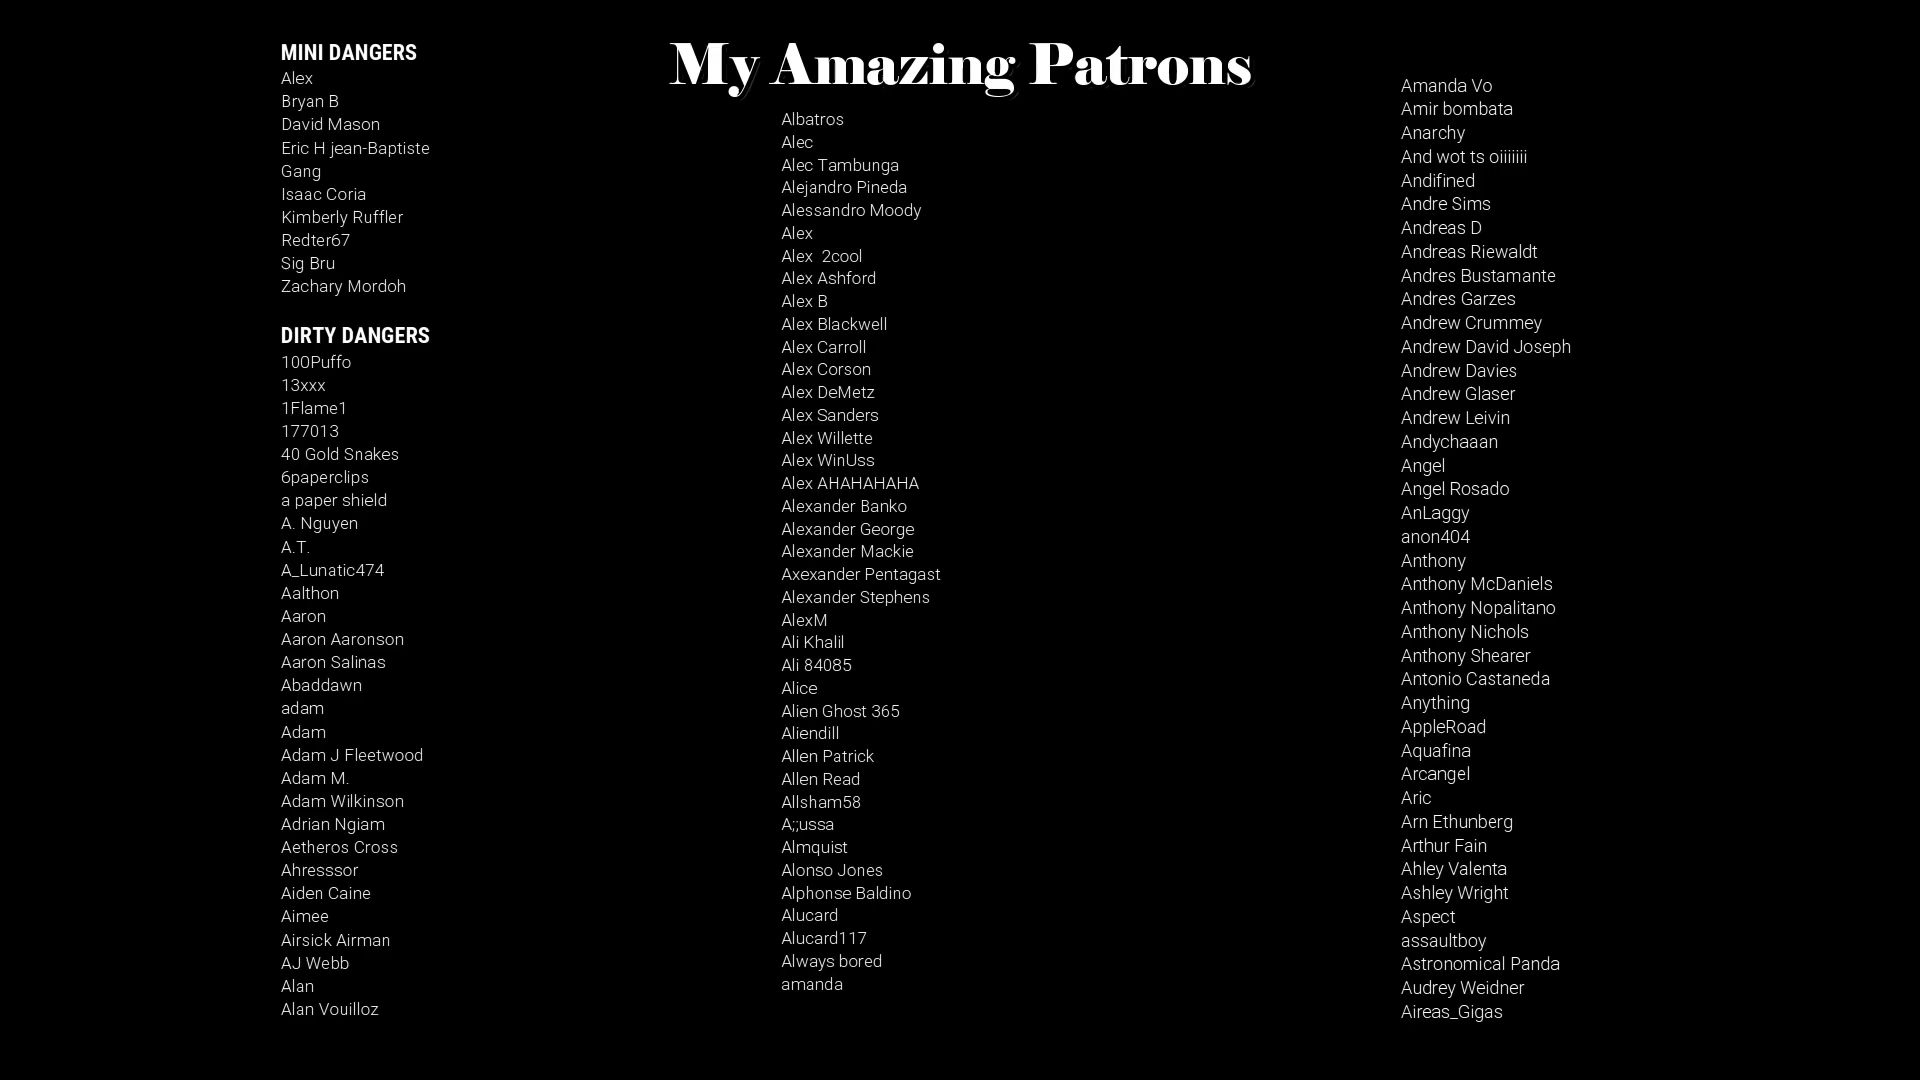 My Amazing Patrons
MINI DANGERS
Alex
Bryan B
David Mason
Eric H jean-Baptiste
Gang
Isaac Coria
Kimberly Ruffler
Redter67
Sig Bru
Zachary Mordoh
DIRTY DANGERS
100Puffo
13xxx
1Flame1
177013
40 Gold Snakes
6paperclips
a paper shield
A. Nguyen
A.T.
A_Lunatic474
Aalthon
Aaron
Aaron Aaronson
Aaron Salinas
Abaddawn
adam
Adam
Adam J Fleetwood
Adam M.
Adam Wilkinson
Adrian Ngiam
Aetheros Cross
Ahresssor
Aiden Caine
Aimee
Airsick Airman
AJ Webb
Alan
Alan Vouilloz
Albatros
Alec
Alec Tambunga
Alejandro Pineda
Alessandro Moody
Alex
Alex  2cool
Alex Ashford
Alex B
Alex Blackwell
Alex Carroll
Alex Corson
Alex DeMetz
Alex Sanders
Alex Willette
Alex WinUss
Alex AHAHAHAHA
Alexander Banko
Alexander George
Alexander Mackie
Axexander Pentagast
Alexander Stephens
AlexM
Ali Khalil
Ali 84085
Alice
Alien Ghost 365
Aliendill
Allen Patrick
Allen Read
Allsham58
A;;ussa
Almquist
Alonso Jones
Alphonse Baldino
Alucard
Alucard117
Always bored
amanda
Amanda Vo
Amir bombata
Anarchy
And wot ts oiiiiiii
Andifined
Andre Sims
Andreas D
Andreas Riewaldt
Andres Bustamante
Andres Garzes
Andrew Crummey
Andrew David Joseph
Andrew Davies
Andrew Glaser
Andrew Leivin
Andychaaan
Angel
Angel Rosado
AnLaggy
anon404
Anthony
Anthony McDaniels
Anthony Nopalitano
Anthony Nichols
Anthony Shearer
Antonio Castaneda
Anything
AppleRoad
Aquafina
Arcangel
Aric
Arn Ethunberg
Arthur Fain
Ahley Valenta
Ashley Wright
Aspect
assaultboy
Astronomical Panda
Audrey Weidner
Aireas_Gigas